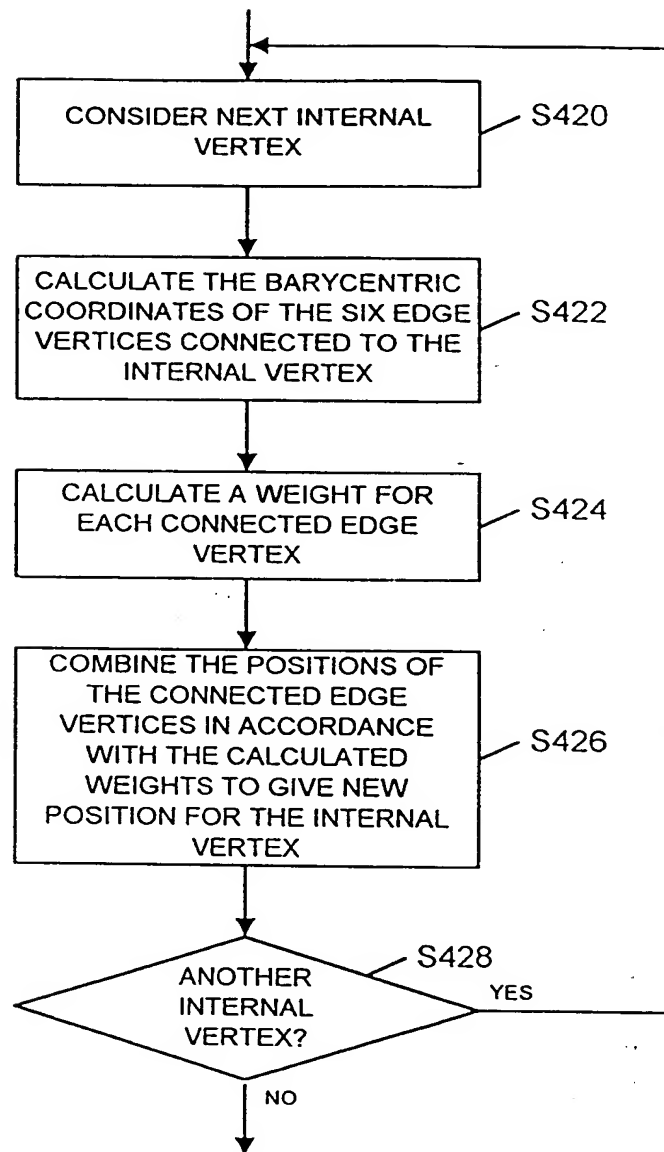 CONSIDER NEXT INTERNAL
VERTEX
S420
CALCULATE THE BARYCENTRIC
COORDINATES OF THE SIX EDGE
VERTICES CONNECTED TO THE
INTERNAL VERTEX
S422
CALCULATE A WEIGHT FOR
EACH CONNECTED EDGE
VERTEX
S424
COMBINE THE POSITIONS OF
THE CONNECTED EDGE
VERTICES IN ACCORDANCE
WITH THE CALCULATED
WEIGHTS TO GIVE NEW
POSITION FOR THE INTERNAL
VERTEX
S426
ANOTHER
INTERNAL
VERTEX?
S428
YES
NO